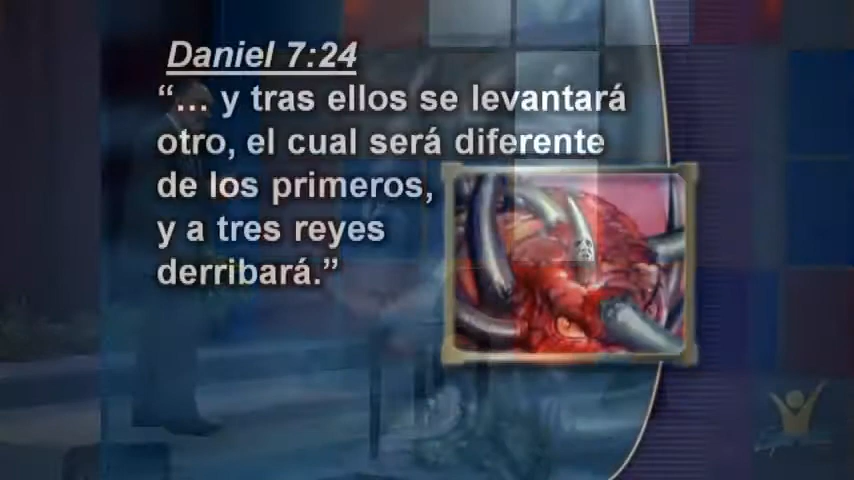 Daniel 7:24
“... y tras ellos se levantará
otro, el cual será diferente
de los primeros,
y a tres reyes
derribará.”